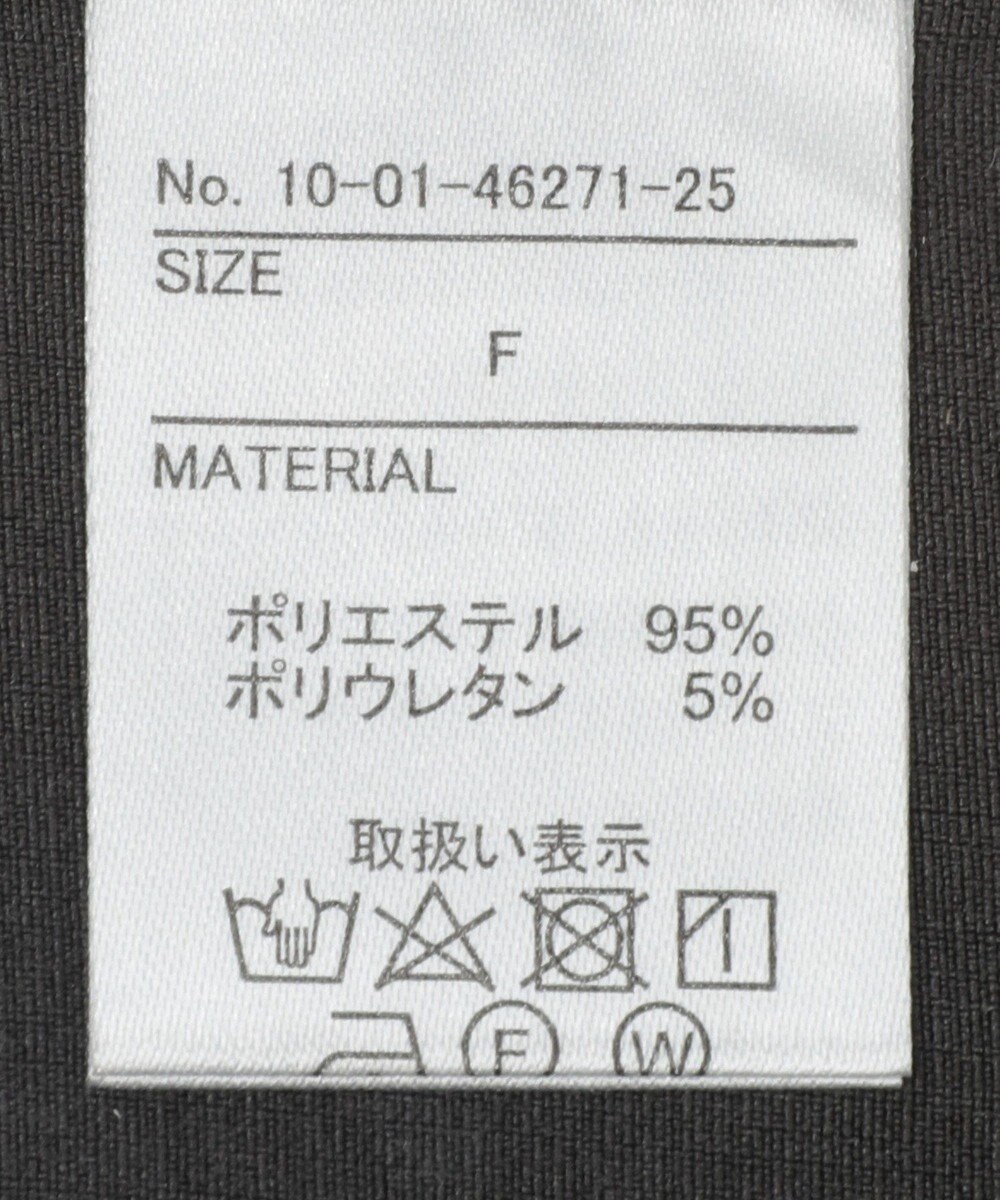 No. 10-01-46271-25
SIZE
F
MATERIAL
ポリエステル 95%
ポリウレタン 5%
取扱い表示
F W